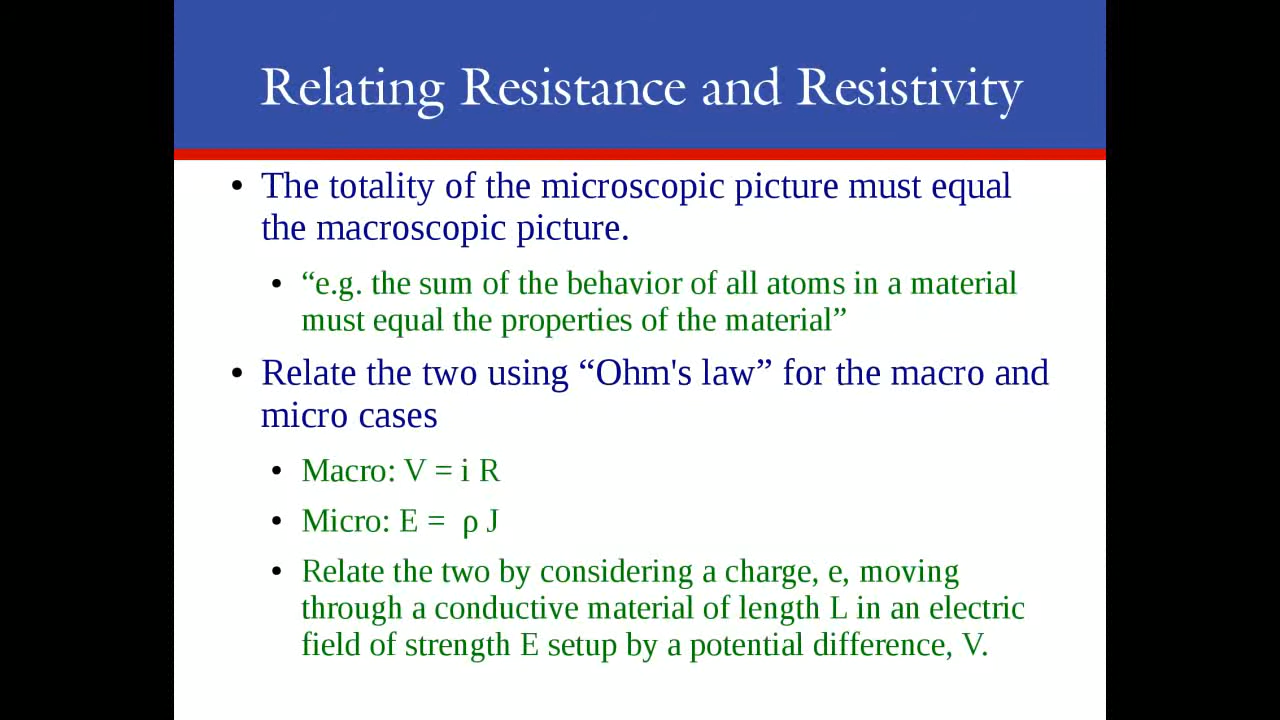 Relating Resistance and Resistivity
• The totality of the microscopic picture must equal
the macroscopic picture.
• “e.g. the sum of the behavior of all atoms in a material
must equal the properties of the material”
• Relate the two using “Ohm's law” for the macro and
micro cases
• Macro: V = i R
• Micro: E =  ρ J
• Relate the two by considering a charge, e, moving
through a conductive material of length L in an electric
field of strength E setup by a potential difference, V.